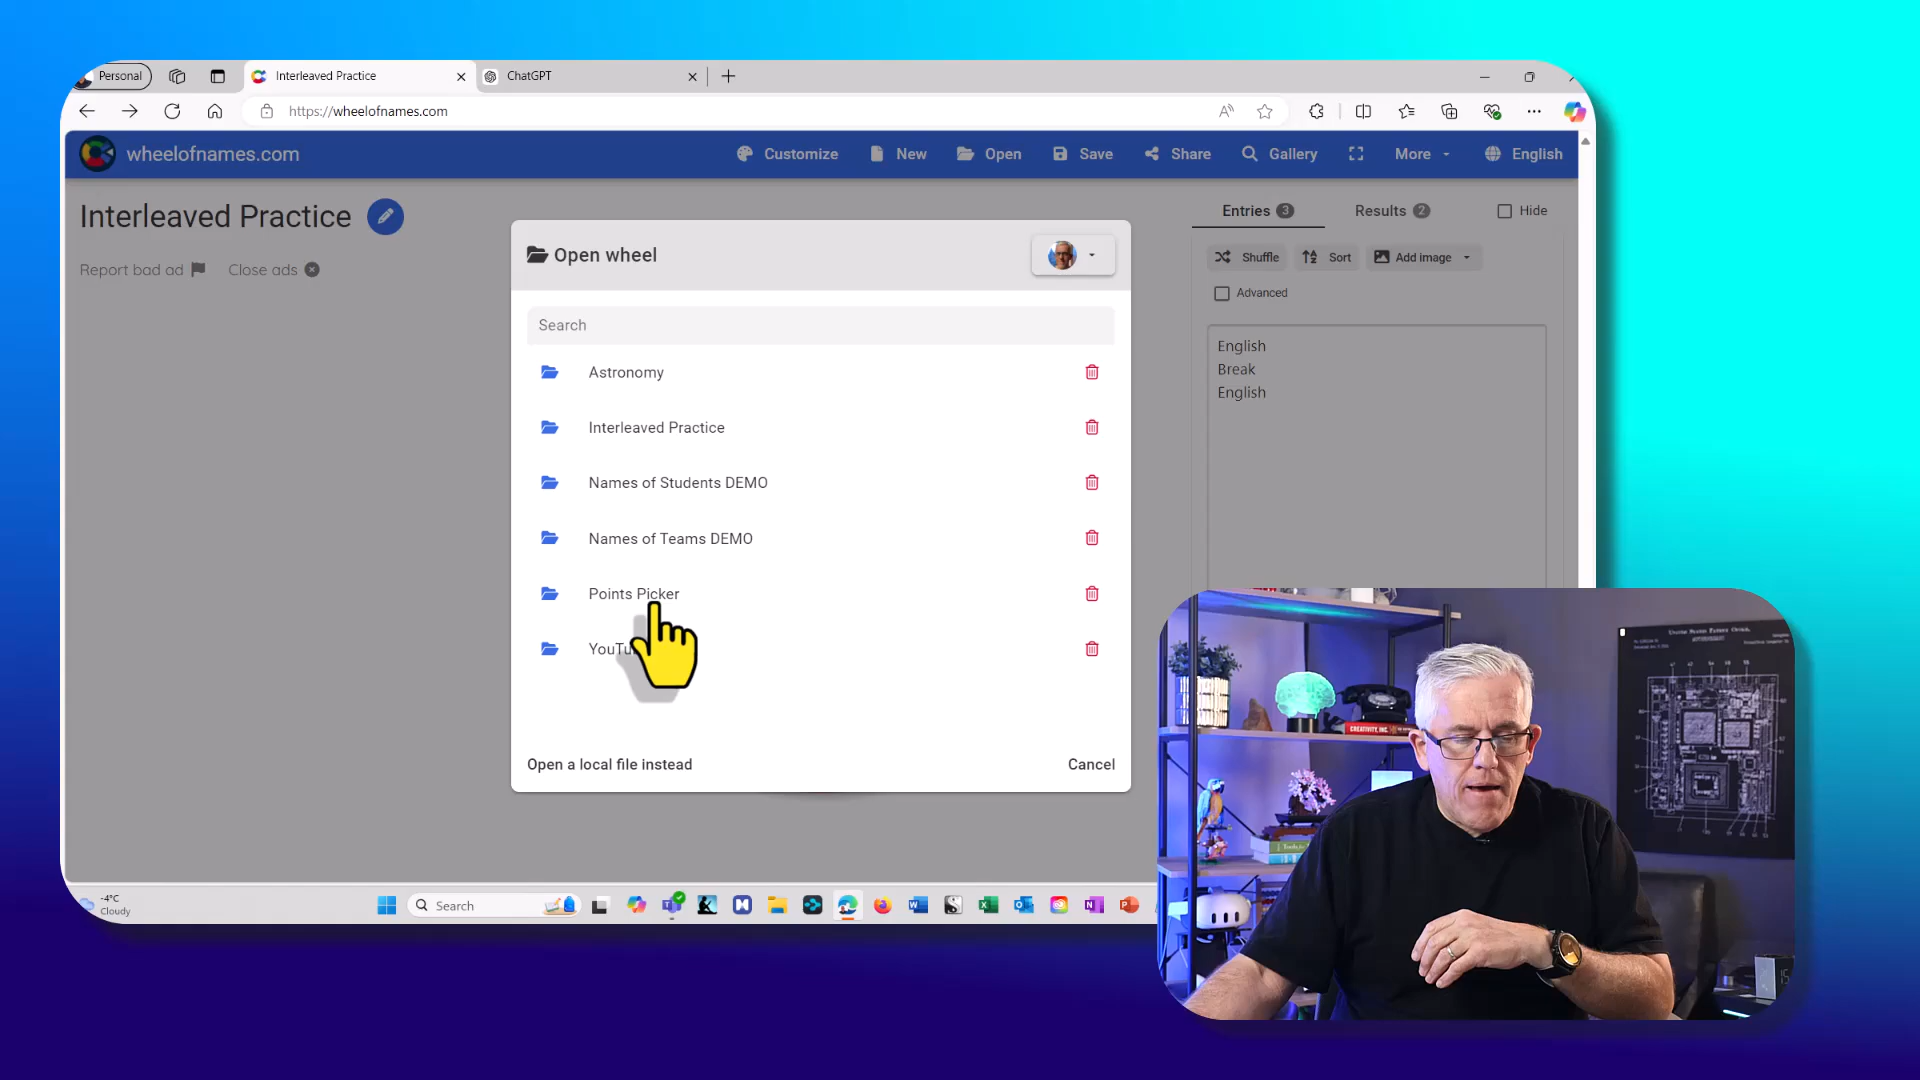 Personal
Interleaved Practice
ChatGPT
https://wheelofnames.com
wheelofnames.com
Customize
New
Open
Save
Share
Gallery
More
English
Interleaved Practice
Report bad ad
Close ads
Open wheel
Search
Astronomy
Interleaved Practice
Names of Students DEMO
Names of Teams DEMO
Points Picker
Open a local file instead
Cancel
Entries 3
Results 2
Hide
Shuffle
Sort
Add image
Advanced
English
Break
English
-4°C
Cloudy
Search
CREATIVITY, INC.